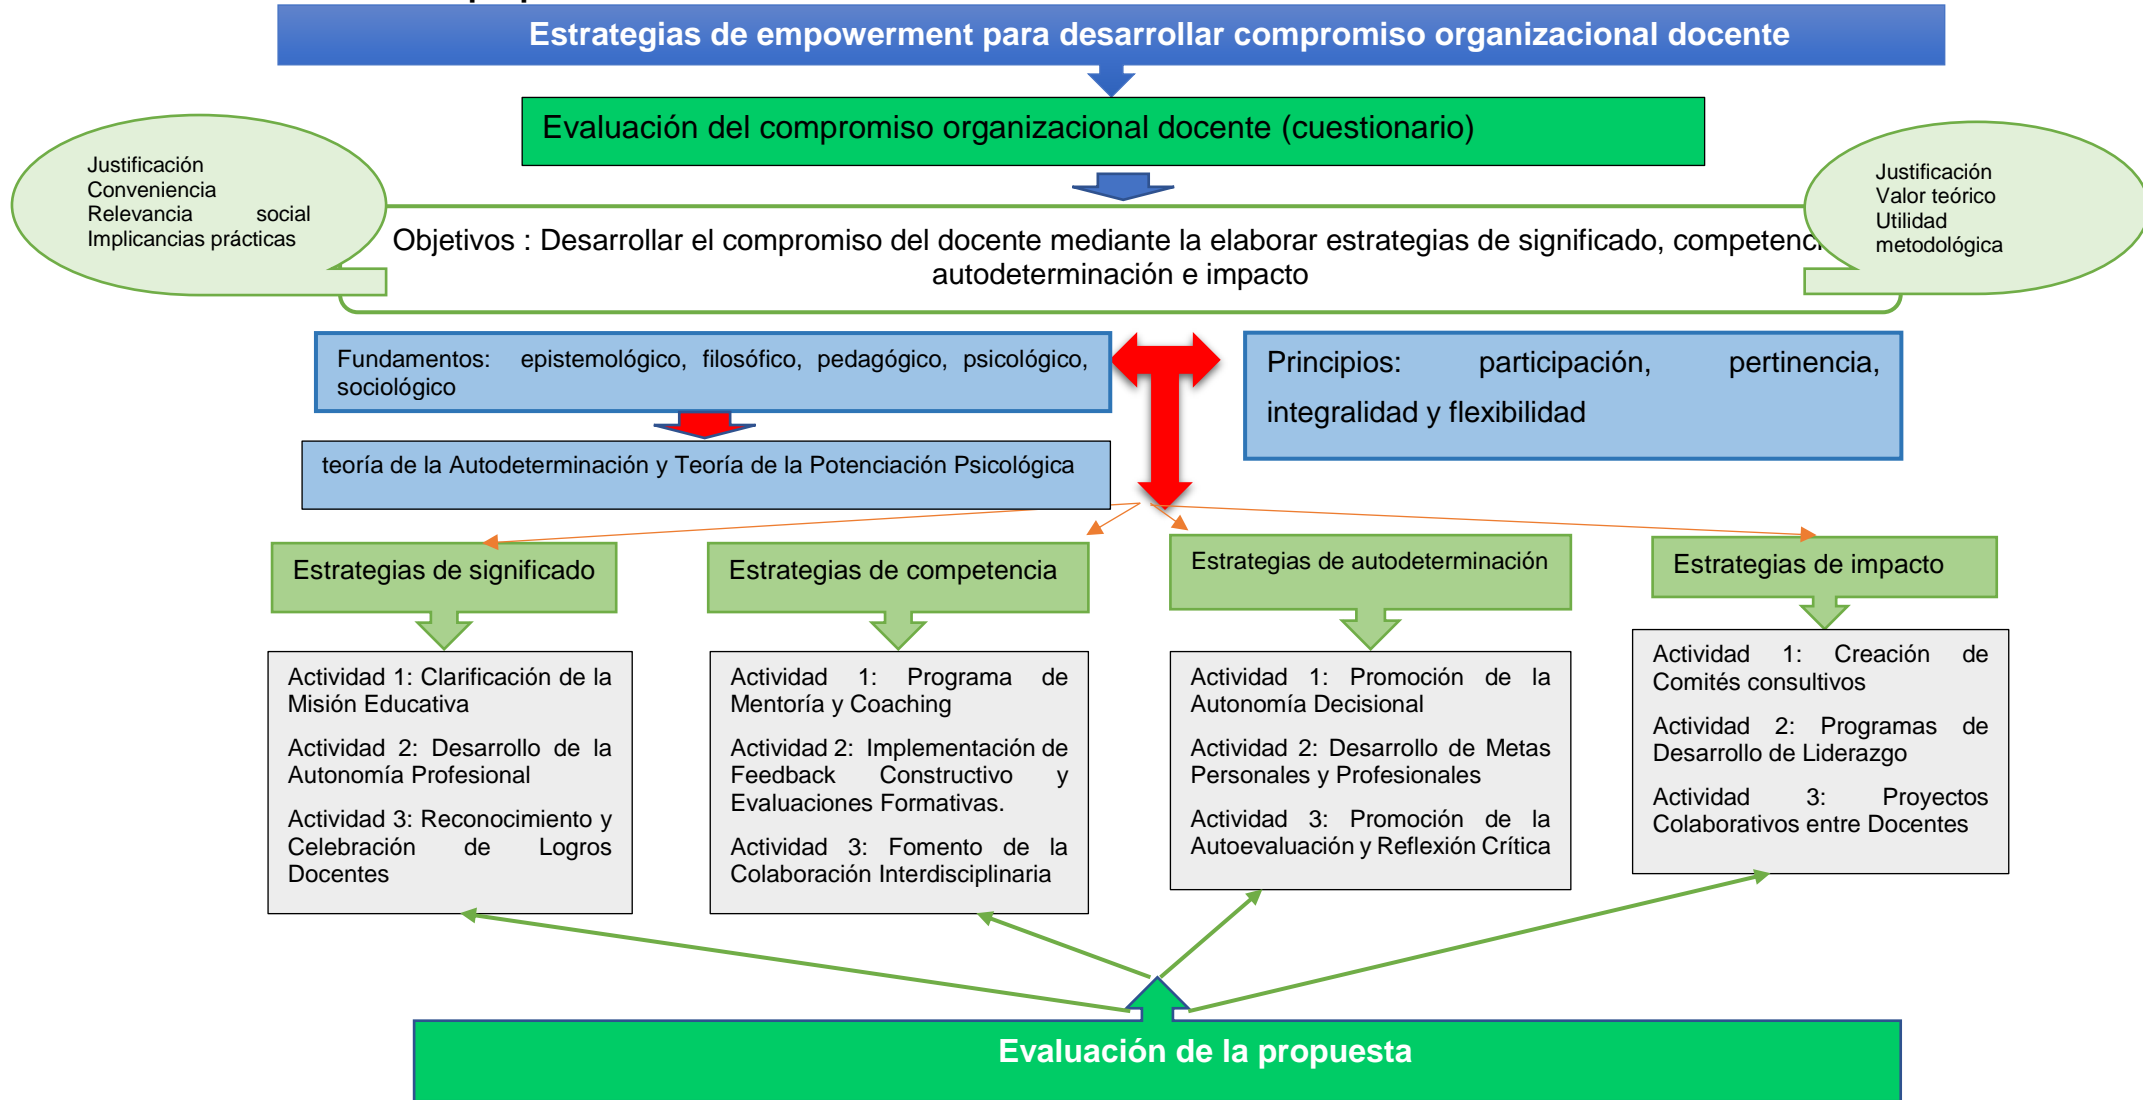 Estrategias de empowerment para desarrollar compromiso organizacional docente
Evaluación del compromiso organizacional docente (cuestionario)
Justificación
Conveniencia
Relevancia social
Implicancias prácticas
Justificación
Valor teórico
Utilidad
metodológica
Objetivos : Desarrollar el compromiso del docente mediante la elaborar estrategias de significado, competenci
autodeterminación e impacto
Fundamentos: epistemológico, filosófico, pedagógico, psicológico,
sociológico
Principios: participación, pertinencia,
integralidad y flexibilidad
teoría de la Autodeterminación y Teoría de la Potenciación Psicológica
Estrategias de significado
Actividad 1: Clarificación de la
Misión Educativa
Actividad 2: Desarrollo de la
Autonomía Profesional
Actividad 3: Reconocimiento y
Celebración de Logros
Docentes
Estrategias de competencia
Actividad 1: Programa de
Mentoría y Coaching
Actividad 2: Implementación de
Feedback Constructivo y
Evaluaciones Formativas.
Actividad 3: Fomento de la
Colaboración Interdisciplinaria
Estrategias de autodeterminación
Actividad 1: Promoción de la
Autonomía Decisional
Actividad 2: Desarrollo de Metas
Personales y Profesionales
Actividad 3: Promoción de la
Autoevaluación y Reflexión Crítica
Estrategias de impacto
Actividad 1: Creación de
Comités consultivos
Actividad 2: Programas de
Desarrollo de Liderazgo
Actividad 3: Proyectos
Colaborativos entre Docentes
Evaluación de la propuesta